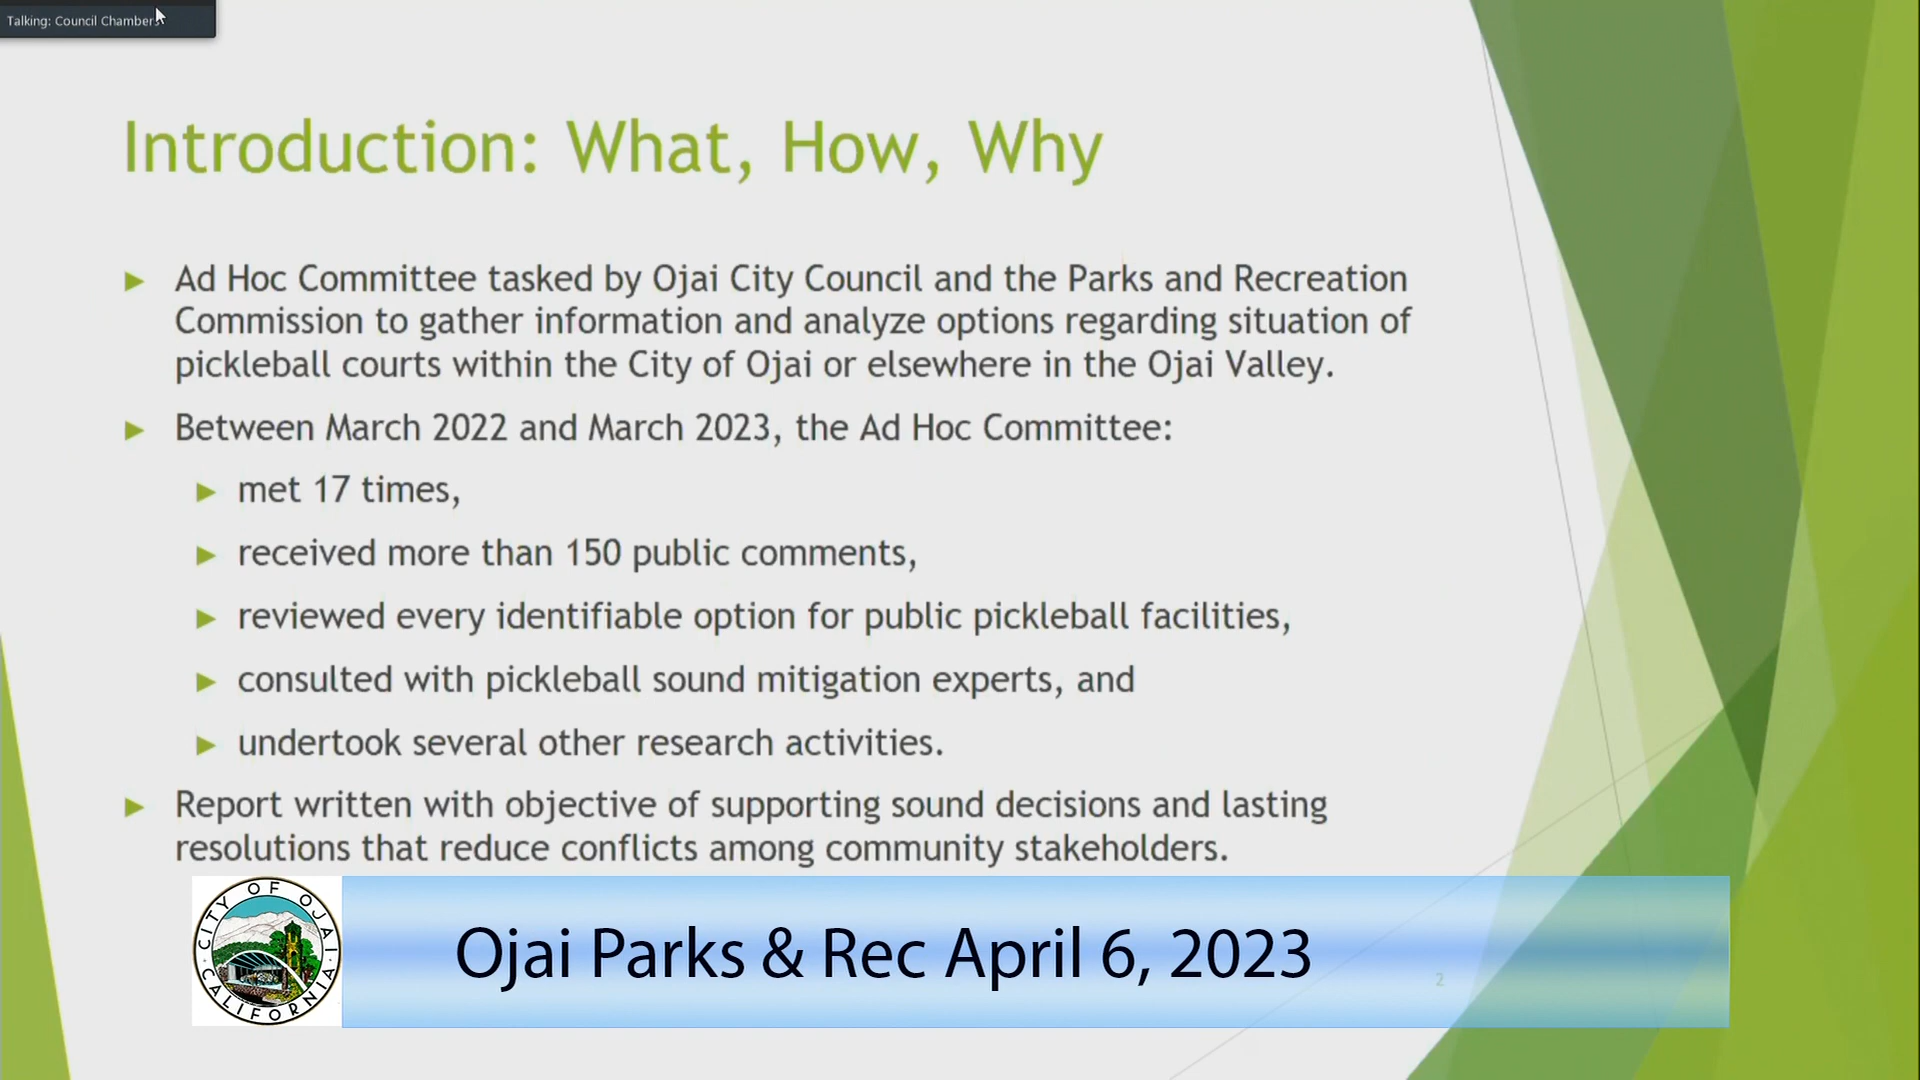 Talking: Council Chambers
Introduction: What, How, Why
Ad Hoc Committee tasked by Ojai City Council and the Parks and Recreation
Commission to gather information and analyze options regarding situation of
pickleball courts within the City of Ojai or elsewhere in the Ojai Valley.
Between March 2022 and March 2023, the Ad Hoc Committee:
met 17 times,
received more than 150 public comments,
reviewed every identifiable option for public pickleball facilities,
consulted with pickleball sound mitigation experts, and
undertook several other research activities.
Report written with objective of supporting sound decisions and lasting
resolutions that reduce conflicts among community stakeholders.
CITY OF OJAI
CALIFORNIA
Ojai Parks & Rec April 6, 2023
2